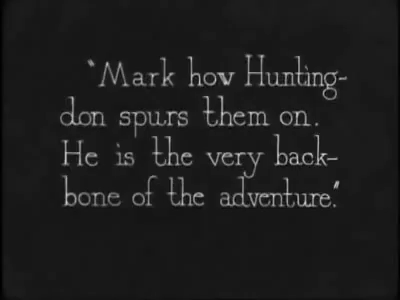 "Mark how Hunting-
don spurs them on.
He is the very back-
bone of the adventure."